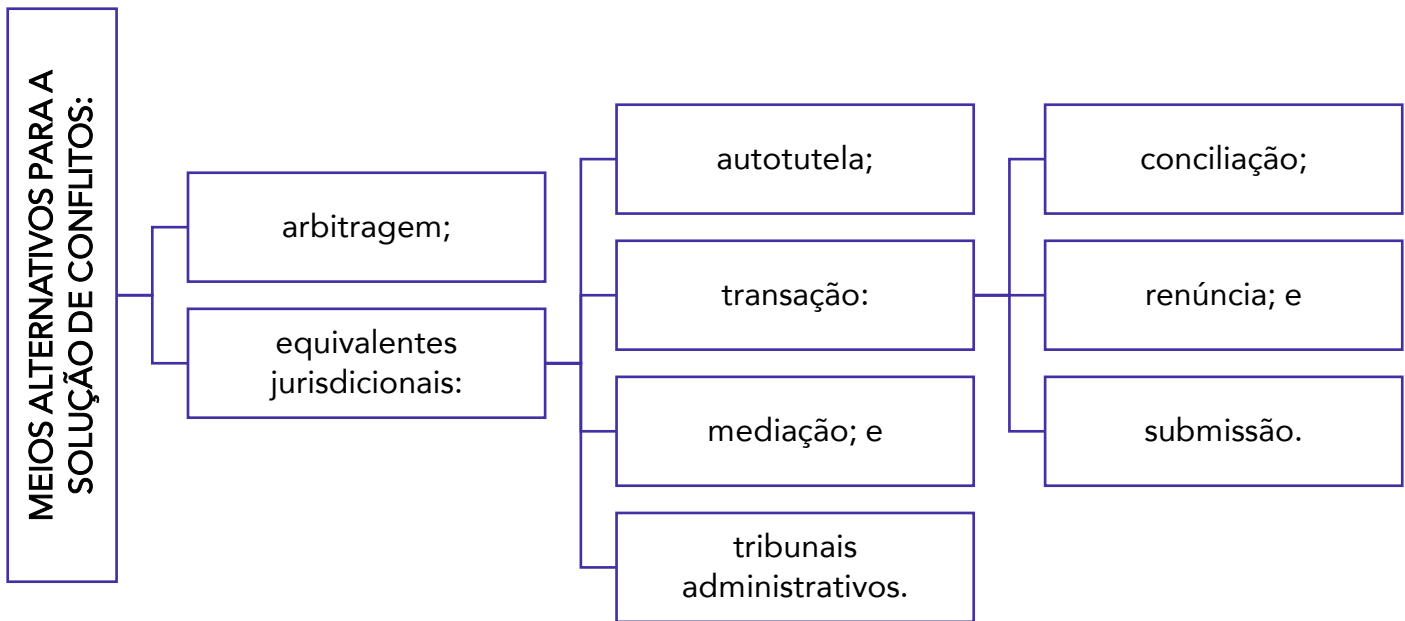 MEIOS ALTERNATIVOS PARA A
SOLUÇÃO DE CONFLITOS:
arbitragem;
equivalentes
jurisdicionais:
autotutela;
transação:
mediação; e
tribunais
administrativos.
conciliação;
renúncia; e
submissão.